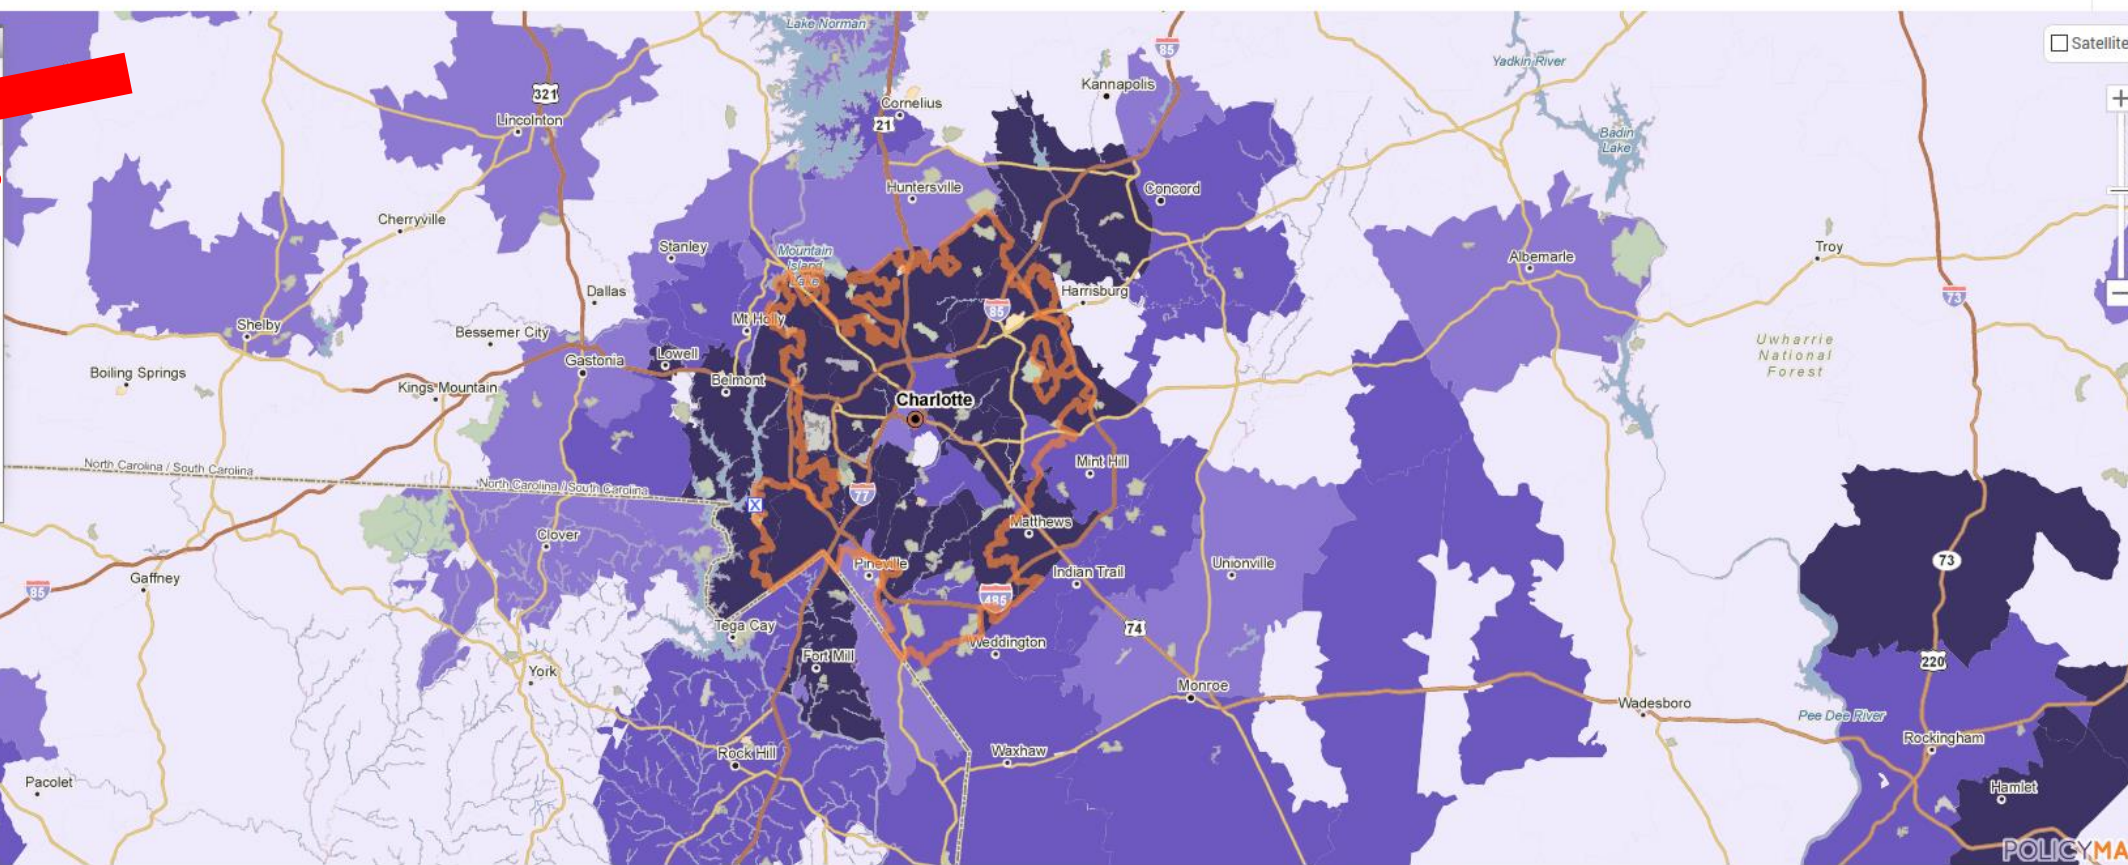 Lake Norman
85
Yadkin River
Satellite
321
Kannapolis
Cornelius
Lincolnton
21
Badin
Lake
Huntersville
Concord
Cherryville
Stanley
Mountain
Island
Lake
Albemarle
Troy
Dallas
Harrisburg
73
Shelby
Bessemer City
Mt Holly
85
Uwharrie
National
Forest
Gastonia
Lowell
Boiling Springs
Kings Mountain
Belmont
Charlotte
North Carolina / South Carolina
North Carolina / South Carolina
Mint Hill
X
77
Matthews
Clover
Gaffney
85
Pineville
Indian Trail
Unionville
73
485
Tega Cay
74
Weddington
Fort Mill
220
York
Monroe
Wadesboro
Pee Dee River
Rock Hill
Waxhaw
Rockingham
Pacolet
Hamlet
POLICYMA